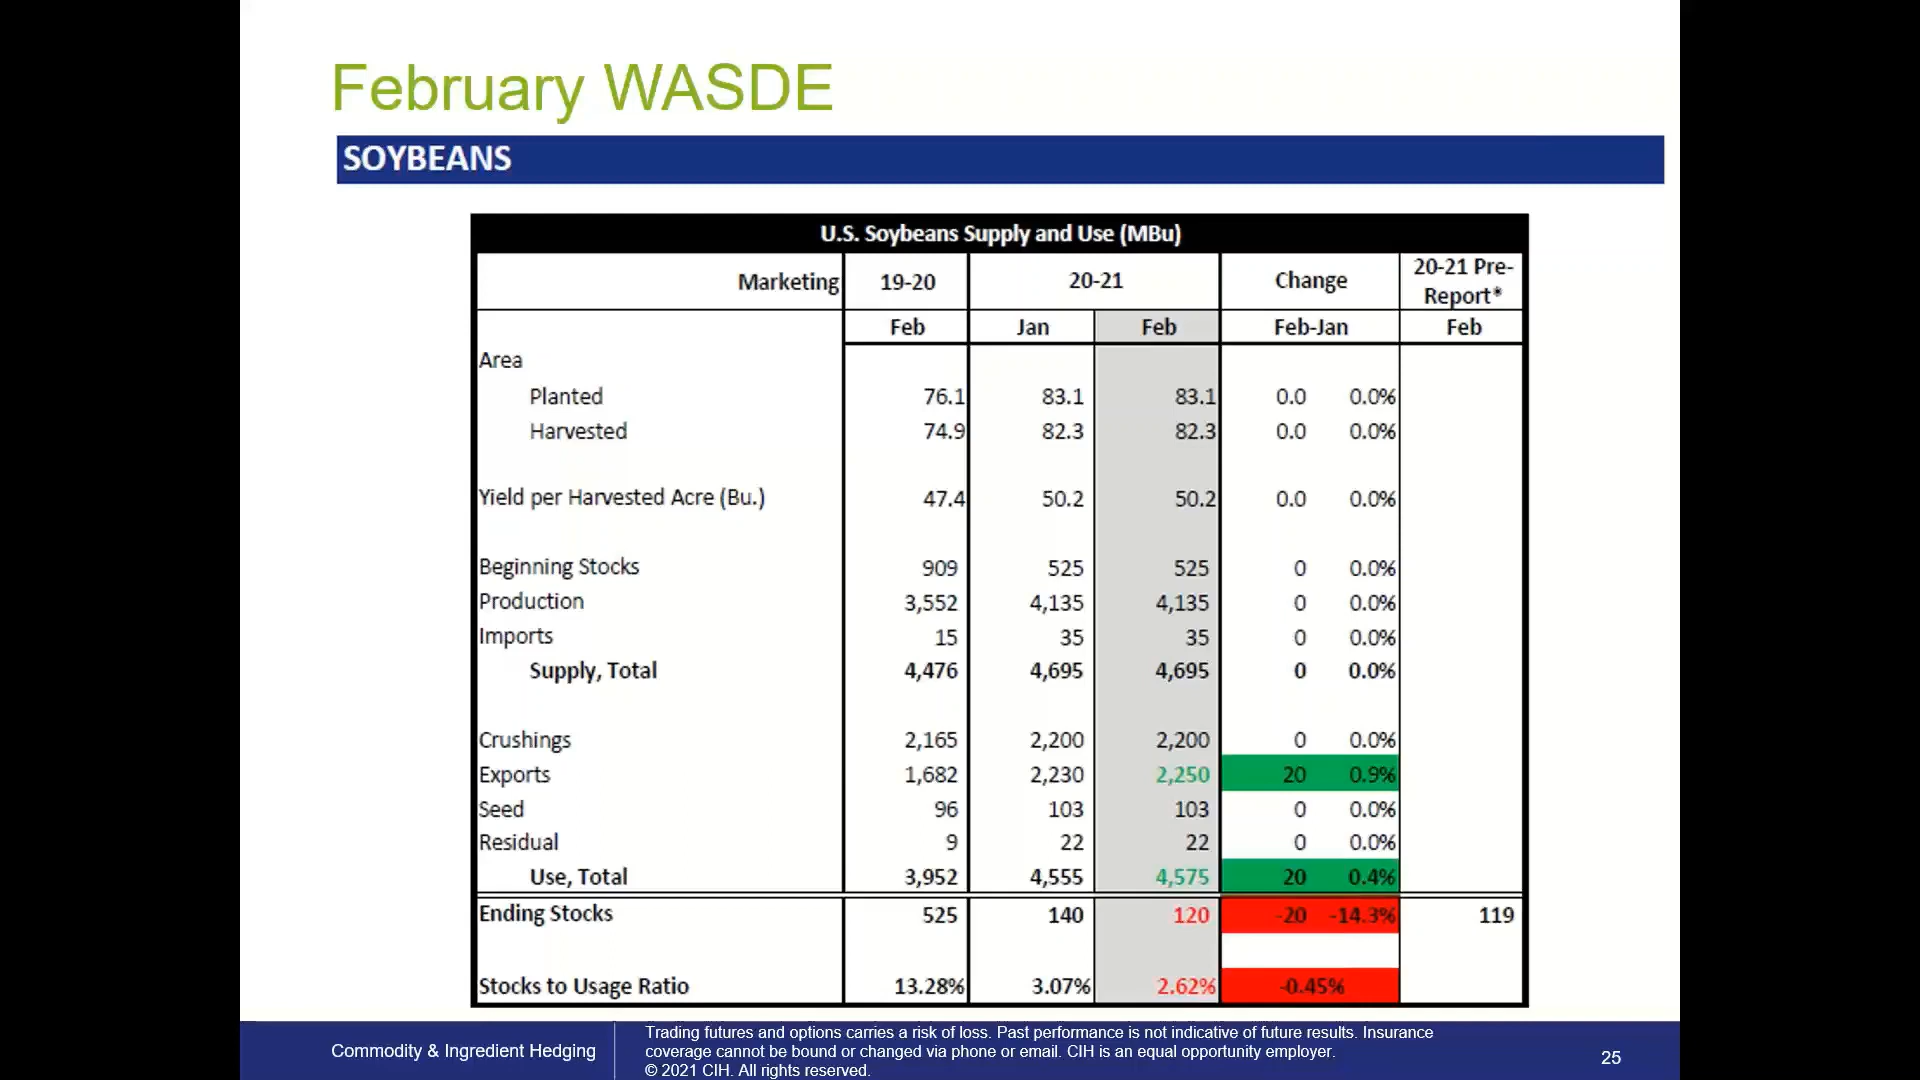 February WASDE
SOYBEANS
U.S. Soybeans Supply and Use (MBu)
Marketing 19-20 20-21 Change 20-21 Pre-Report*
Feb Jan Feb Feb-Jan Feb
Area
Planted 76.1 83.1 83.1 0.0 0.0%
Harvested 74.9 82.3 82.3 0.0 0.0%
Yield per Harvested Acre (Bu.) 47.4 50.2 50.2 0.0 0.0%
Beginning Stocks 909 525 525 0 0.0%
Production 3,552 4,135 4,135 0 0.0%
Imports 15 35 35 0 0.0%
Supply, Total 4,476 4,695 4,695 0 0.0%
Crushings 2,165 2,200 2,200 0 0.0%
Exports 1,682 2,230 2,250 20 0.9%
Seed 96 103 103 0 0.0%
Residual 9 22 22 0 0.0%
Use, Total 3,952 4,555 4,575 20 0.4%
Ending Stocks 525 140 120 -20 -14.3% 119
Stocks to Usage Ratio 13.28% 3.07% 2.62% -0.45%
Commodity & Ingredient Hedging
Trading futures and options carries a risk of loss. Past performance is not indicative of future results. Insurance
coverage cannot be bound or changed via phone or email. CIH is an equal opportunity employer.
© 2021 CIH. All rights reserved.
25